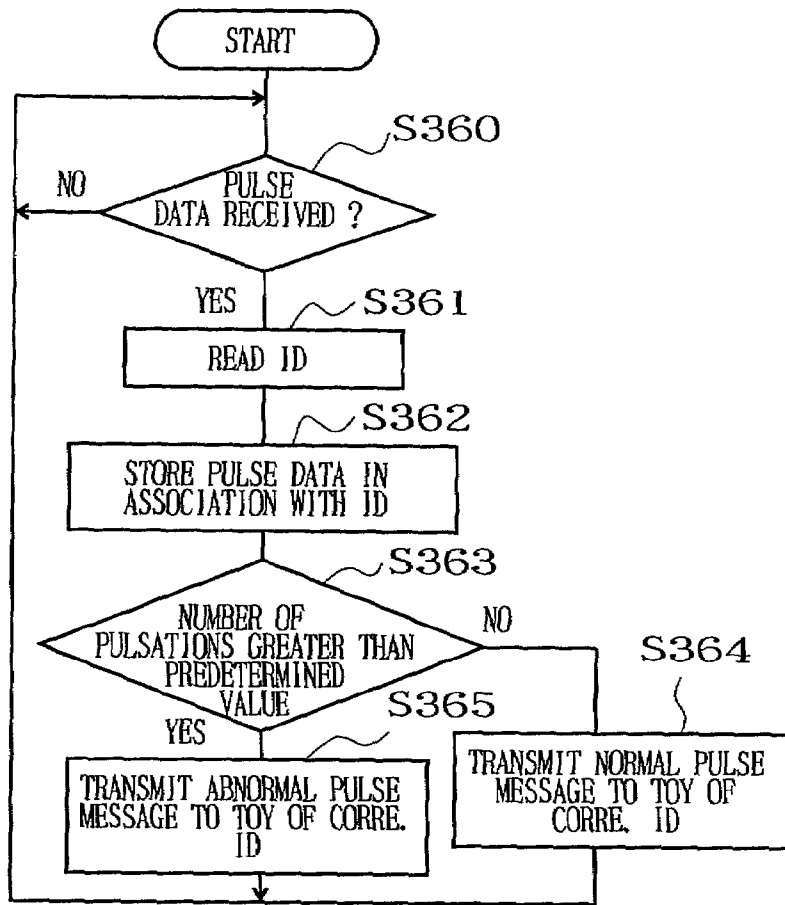 START
S360
NO
PULSE
DATA RECEIVED ?
YES
S361
READ ID
S362
STORE PULSE DATA IN
ASSOCIATION WITH ID
S363
NUMBER OF
PULSATIONS GREATER THAN
PREDETERMINED
VALUE
NO
S364
YES
S365
TRANSMIT NORMAL PULSE
MESSAGE TO TOY OF
CORRE. ID
TRANSMIT ABNORMAL PULSE
MESSAGE TO TOY OF CORRE.
ID